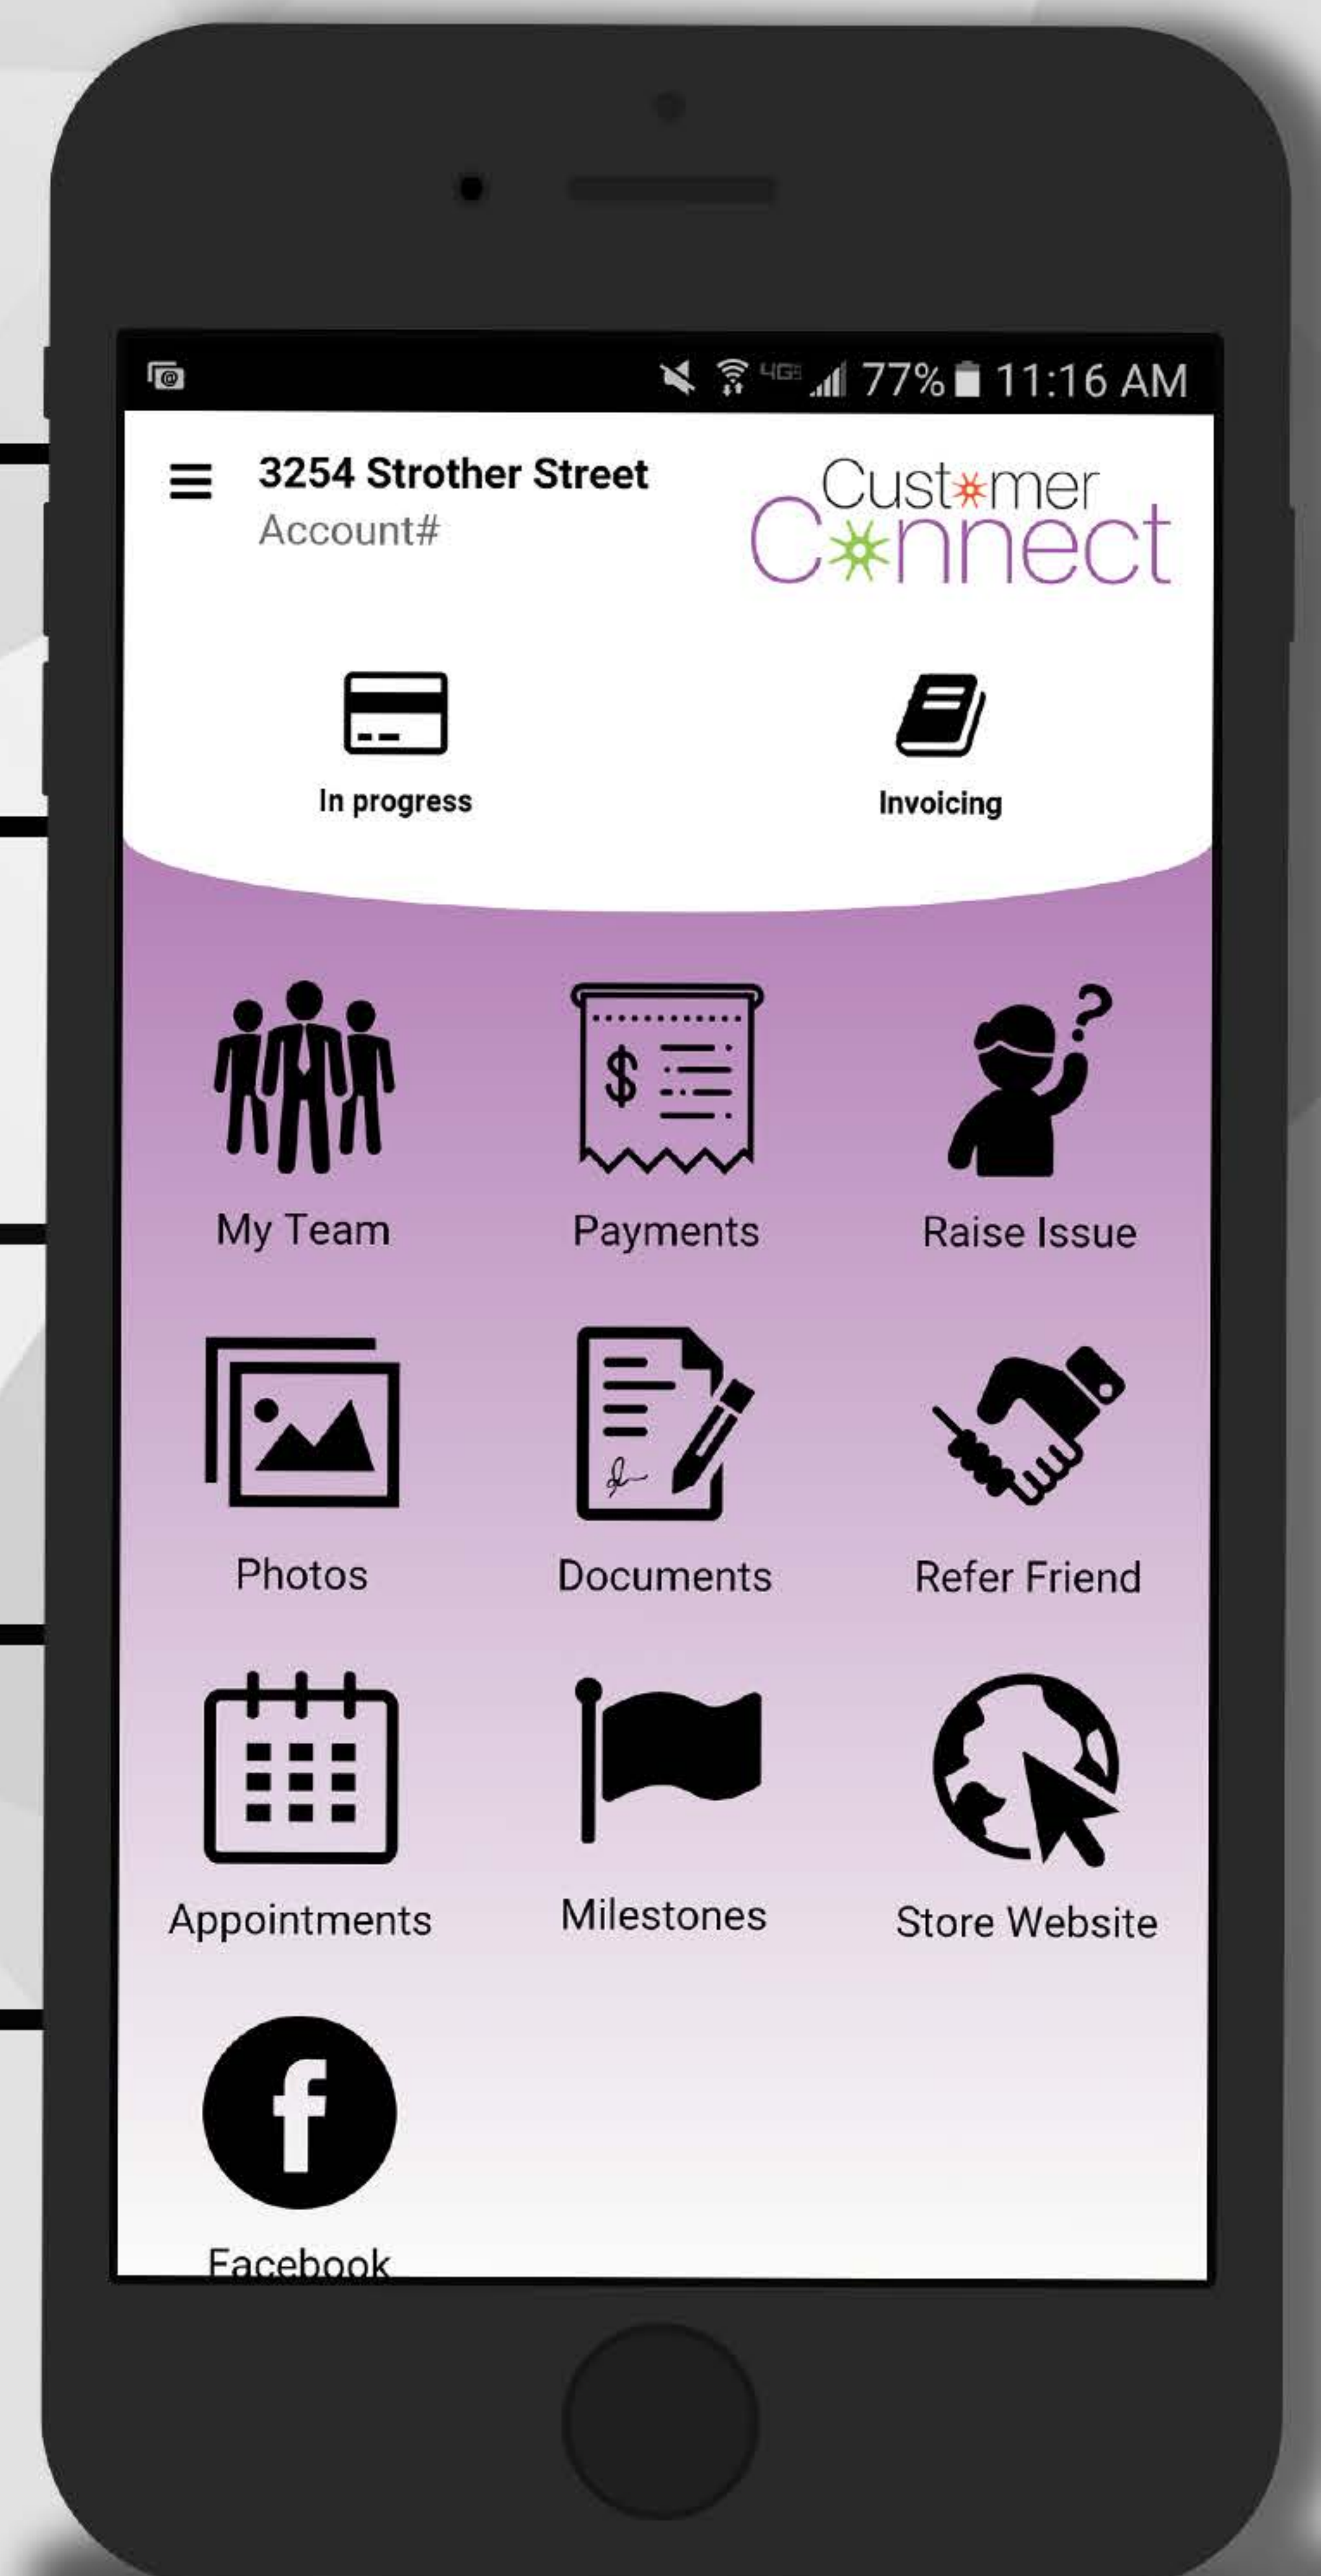 4G 77% 11:16 AM
3254 Strother Street
Account#
Customer
Connect
In progress
Invoicing
$
?
My Team
Payments
Raise Issue
Photos
Documents
Refer Friend
Appointments
Milestones
Store Website
f
Facebook